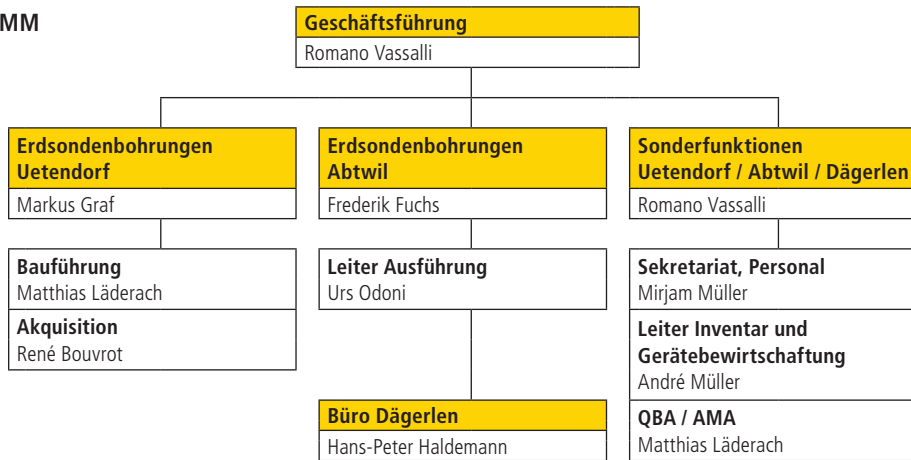 MM
Geschäftsführung
Romano Vassalli
Erdsondenbohrungen
Uetendorf
Markus Graf
Bauführung
Matthias Läderach
Akquisition
René Bouvrot
Erdsondenbohrungen
Abtwil
Frederik Fuchs
Leiter Ausführung
Urs Odoni
Büro Dägerlen
Hans-Peter Haldemann
Sonderfunktionen
Uetendorf / Abtwil / Dägerlen
Romano Vassalli
Sekretariat, Personal
Mirjam Müller
Leiter Inventar und
Gerätebewirtschaftung
André Müller
QBA / AMA
Matthias Läderach